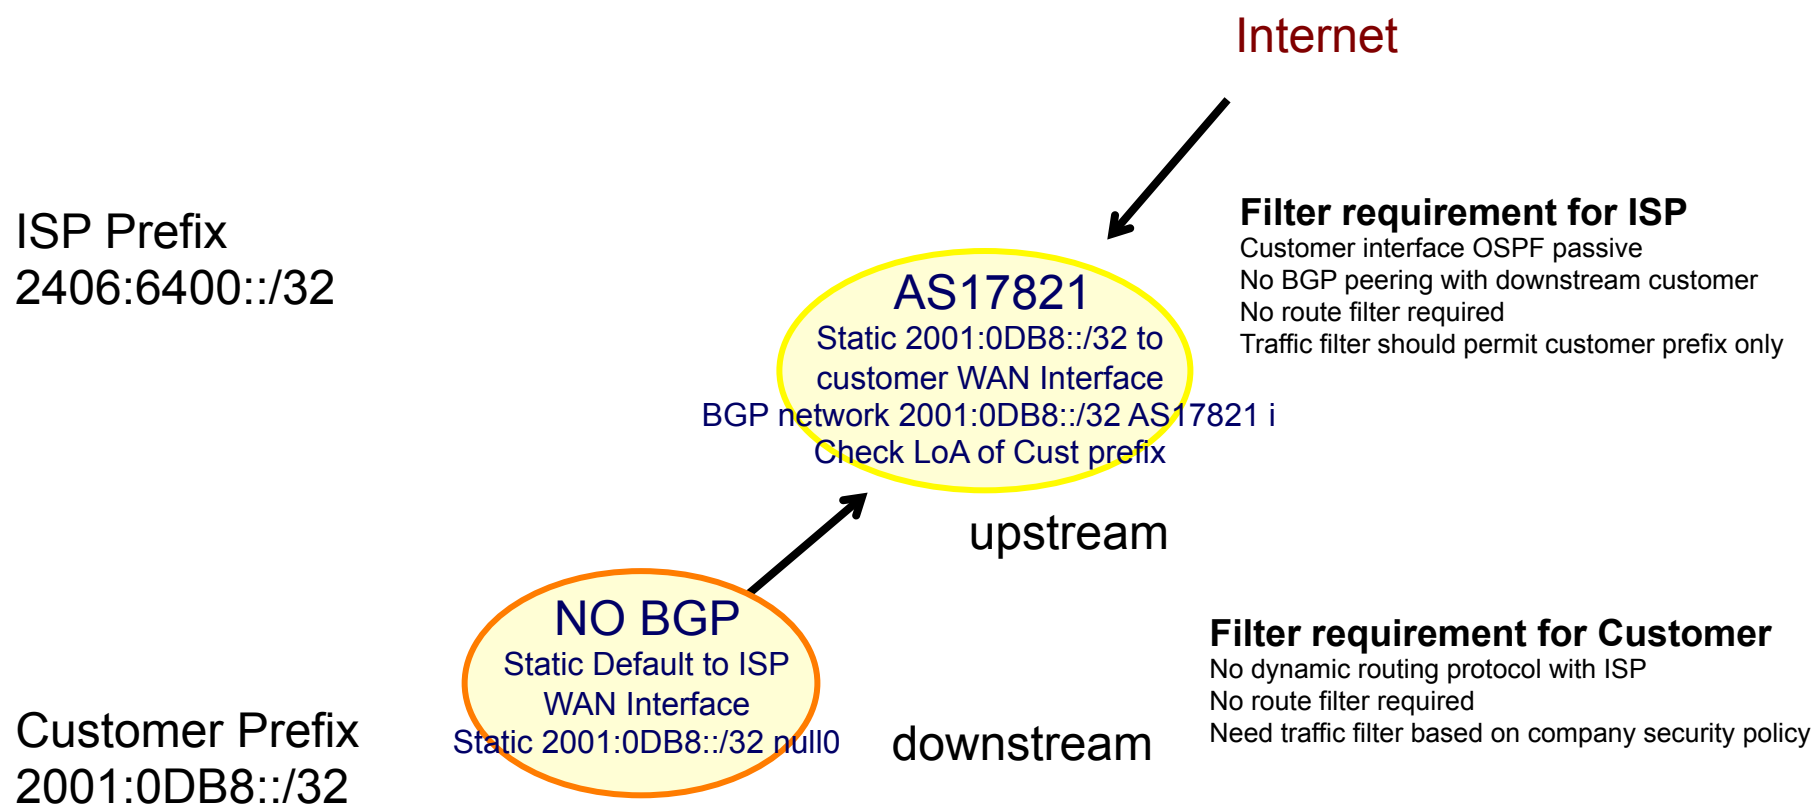 Internet
ISP Prefix
2406:6400::/32
Filter requirement for ISP
Customer interface OSPF passive
No BGP peering with downstream customer
No route filter required
Traffic filter should permit customer prefix only
AS17821
Static 2001:0DB8::/32 to
customer WAN Interface
BGP network 2001:0DB8::/32 AS17821 i
Check LoA of Cust prefix
upstream
NO BGP
Static Default to ISP
WAN Interface
Static 2001:0DB8::/32 null0
downstream
Filter requirement for Customer
No dynamic routing protocol with ISP
No route filter required
Need traffic filter based on company security policy
Customer Prefix
2001:0DB8::/32